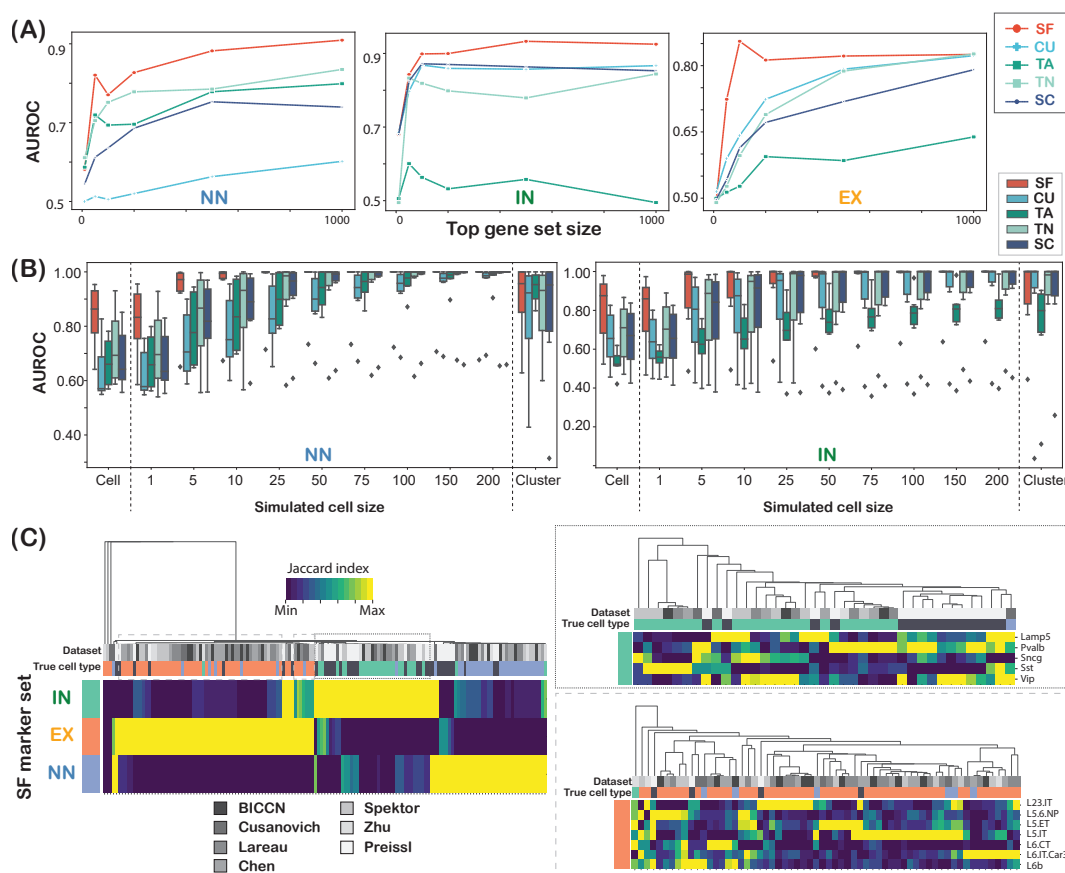 (A)
AUROC
0.9
0.7
0.5
0
1000
NN
0.9
0.7
0.5
0
1000
IN
0.80
0.65
0.50
0
1000
EX
Top gene set size
SF
CU
TA
TN
SC
SF
CU
TA
TN
SC
(B)
AUROC
1.00
0.80
0.60
0.40
NN
Cell 1 5 10 25 50 75 100 150 200 Cluster
Simulated cell size
1.00
0.80
0.60
0.40
0.20
IN
Cell 1 5 10 25 50 75 100 150 200 Cluster
Simulated cell size
(C)
Jaccard index
Min Max
Dataset
True cell type
SF marker set
IN
EX
NN
BICCN
Cusanovich
Lareau
Chen
Spektor
Zhu
Preissl
Dataset
True cell type
Lamp5
Pvalb
Sncg
Sst
Vip
Dataset
True cell type
L23.IT
L5.6.NP
L5.ET
L5.IT
L6.CT
L6.IT.Car3
L6b